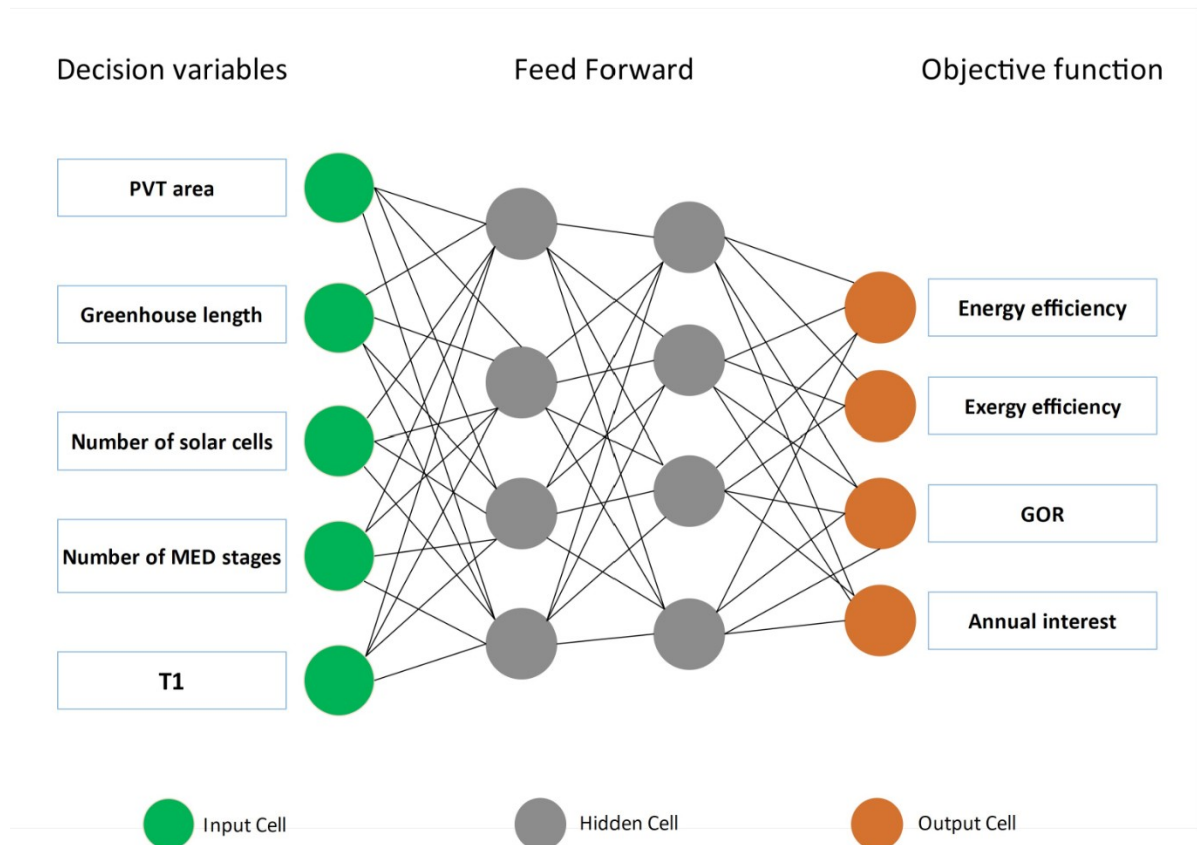 Decision variables
Feed Forward
Objective function
PVT area
Greenhouse length
Number of solar cells
Number of MED stages
T1
Energy efficiency
Exergy efficiency
GOR
Annual interest
Input Cell
Hidden Cell
Output Cell